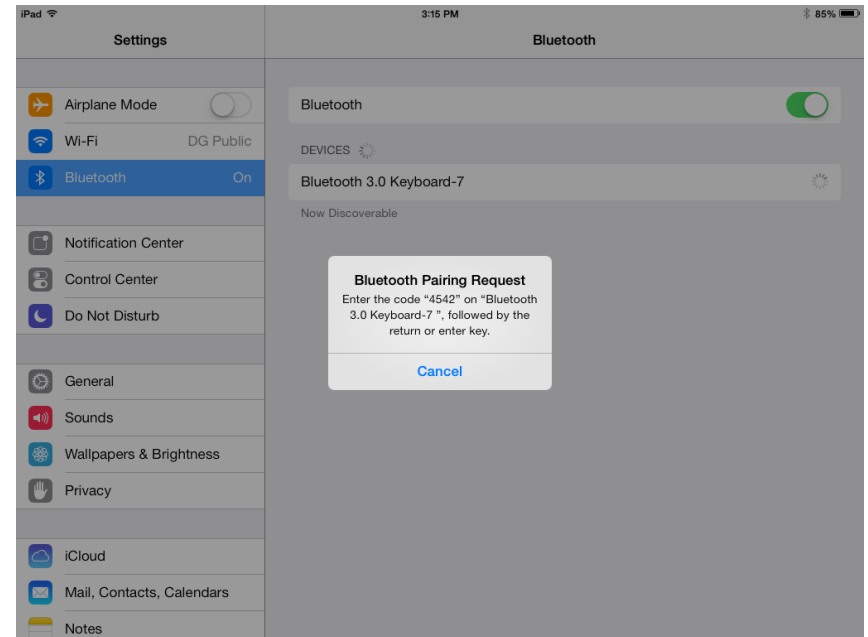 iPad 3:15 PM 85%
Settings
Bluetooth
Airplane Mode
Wi-Fi DG Public
Bluetooth On
Notification Center
Control Center
Do Not Disturb
General
Sounds
Wallpapers & Brightness
Privacy
iCloud
Mail, Contacts, Calendars
Notes
Bluetooth
DEVICES
Bluetooth 3.0 Keyboard-7
Now Discoverable
Bluetooth Pairing Request
Enter the code “4542” on “Bluetooth
3.0 Keyboard-7 ”, followed by the
return or enter key.
Cancel